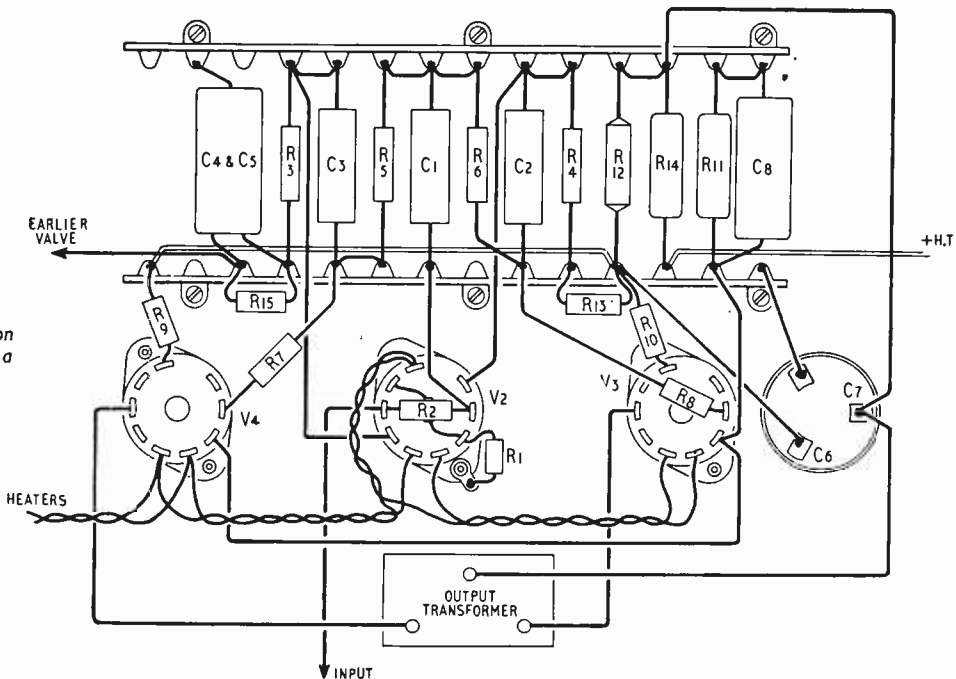 C4 & C5
R3
C3
R5
C1
R6
C2
R4
R12
R14
R11
C8
EARLIER
VALVE
+H.T
R15
R13
R9
R7
R10
on
a
V4
R2
V2
R1
V3
R8
C7
C6
HEATERS
OUTPUT
TRANSFORMER
INPUT